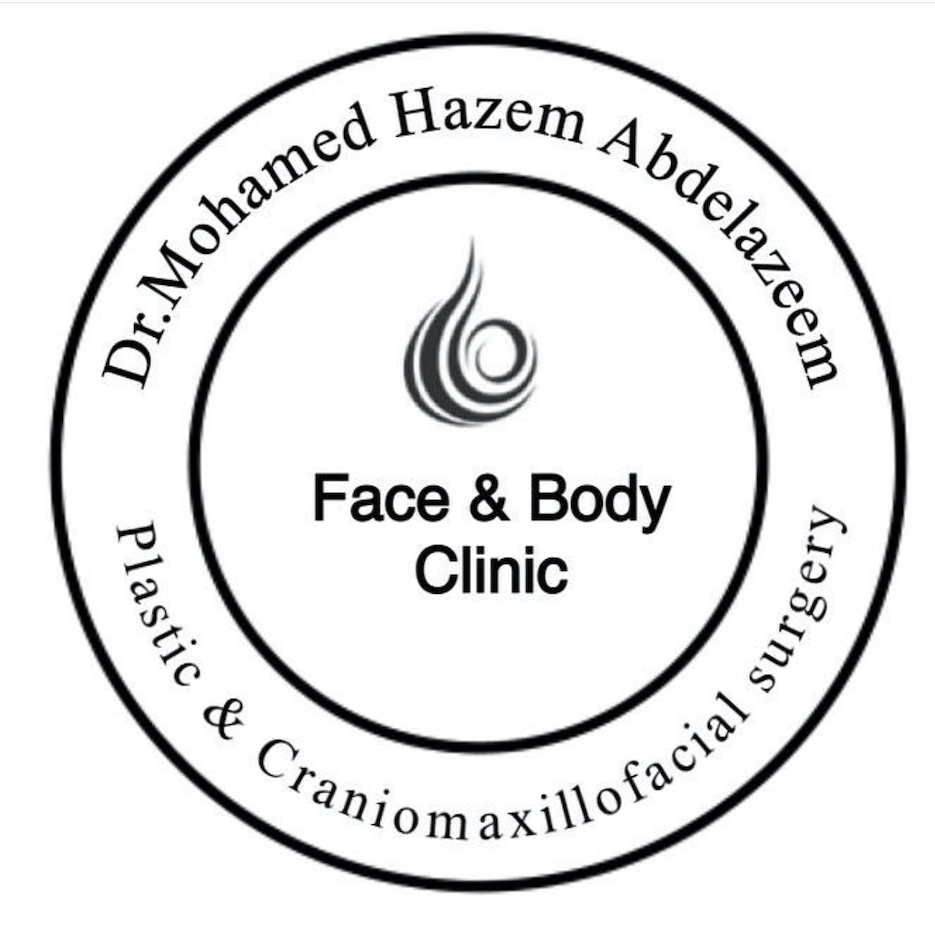 Dr.Mohamed Hazem Abdelazeem
Face & Body
Clinic
Plastic & Craniomaxillofacial surgery